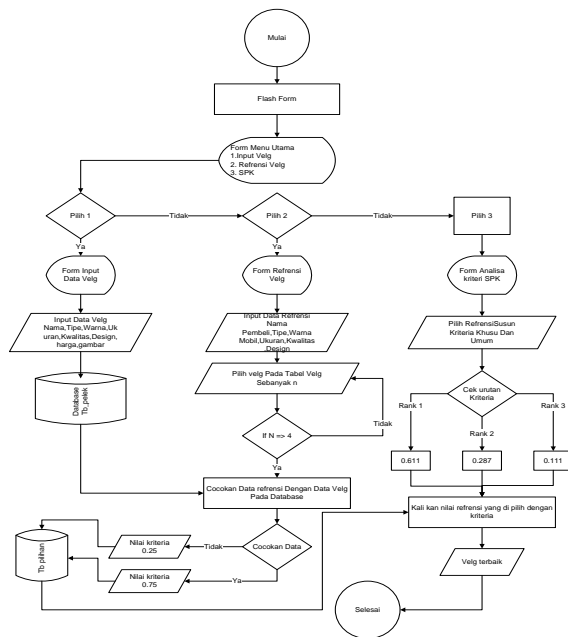 Mulai
Flash Form
Form Menu Utama
1.Input Velg
2. Refrensi Velg
3. SPK
Pilih 1
Tidak
Pilih 2
Tidak
Pilih 3
Ya
Ya
Form Input
Data Velg
Form Refrensi
Velg
Form Analisa
kriteri SPK
Input Data Velg
Nama,Tipe,Warna,Uk
uran,Kwalitas,Design,
harga,gambar
Input Data Refrensi
Nama
Pembeli,Tipe,Warna
Mobil,Ukuran,Kwalitas
,Design
Pilih RefrensiSusun
Kriteria Khusu Dan
Umum
Database
Tb_pelek
Pilih velg Pada Tabel Velg
Sebanyak n
Tidak
Cek urutan
Kriteria
Rank 1
Rank 3
Rank 2
If N => 4
0.611
0.287
0.111
Ya
Cocokan Data refrensi Dengan Data Velg
Pada Database
Kali kan nilai refrensi yang di pilih dengan
kriteria
Tb pilihan
Nilai kriteria
0.25
Tidak
Cocokan Data
Nilai kriteria
0.75
Ya
Velg terbaik
Selesai